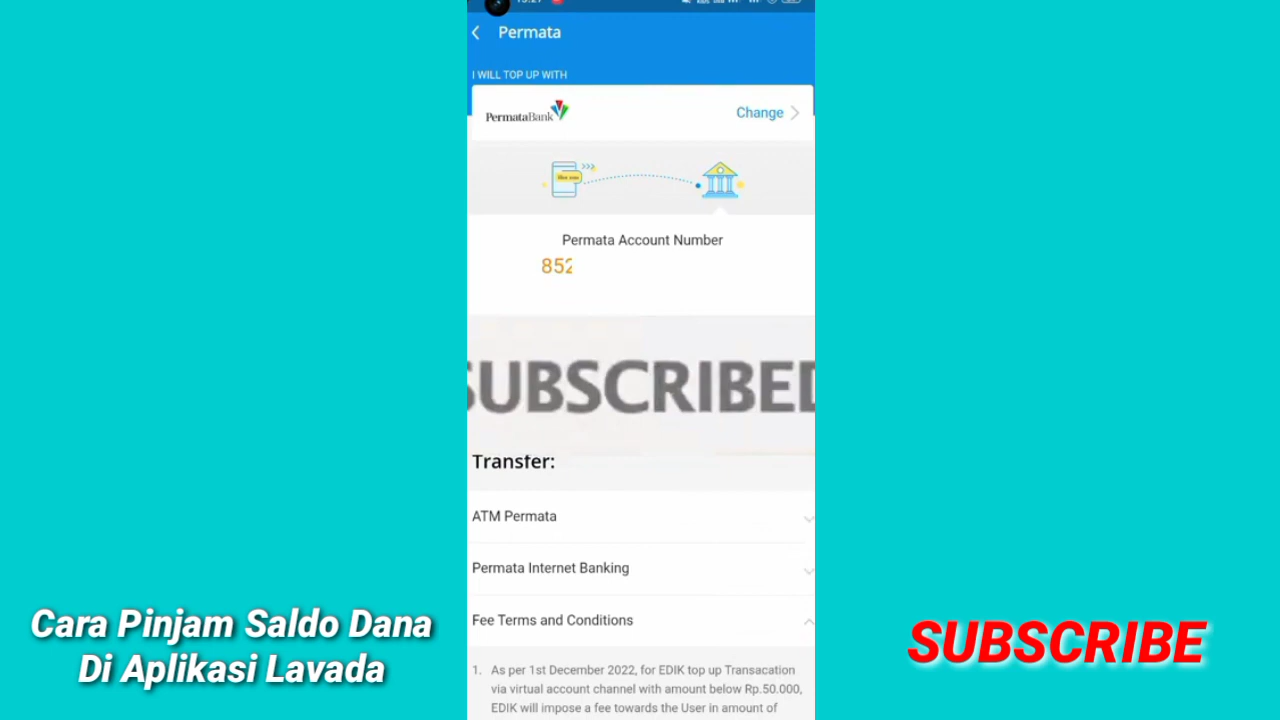 Permata
I WILL TOP UP WITH
PermataBank
Change
Permata Account Number
852
SUBSCRIBED
Transfer:
ATM Permata
Permata Internet Banking
Fee Terms and Conditions
1. As per 1st December 2022, for EDIK top up Transacation
via virtual account channel with amount below Rp.50.000,
EDIK will impose a fee towards the User in amount of
Cara Pinjam Saldo Dana
Di Aplikasi Lavada
SUBSCRIBE